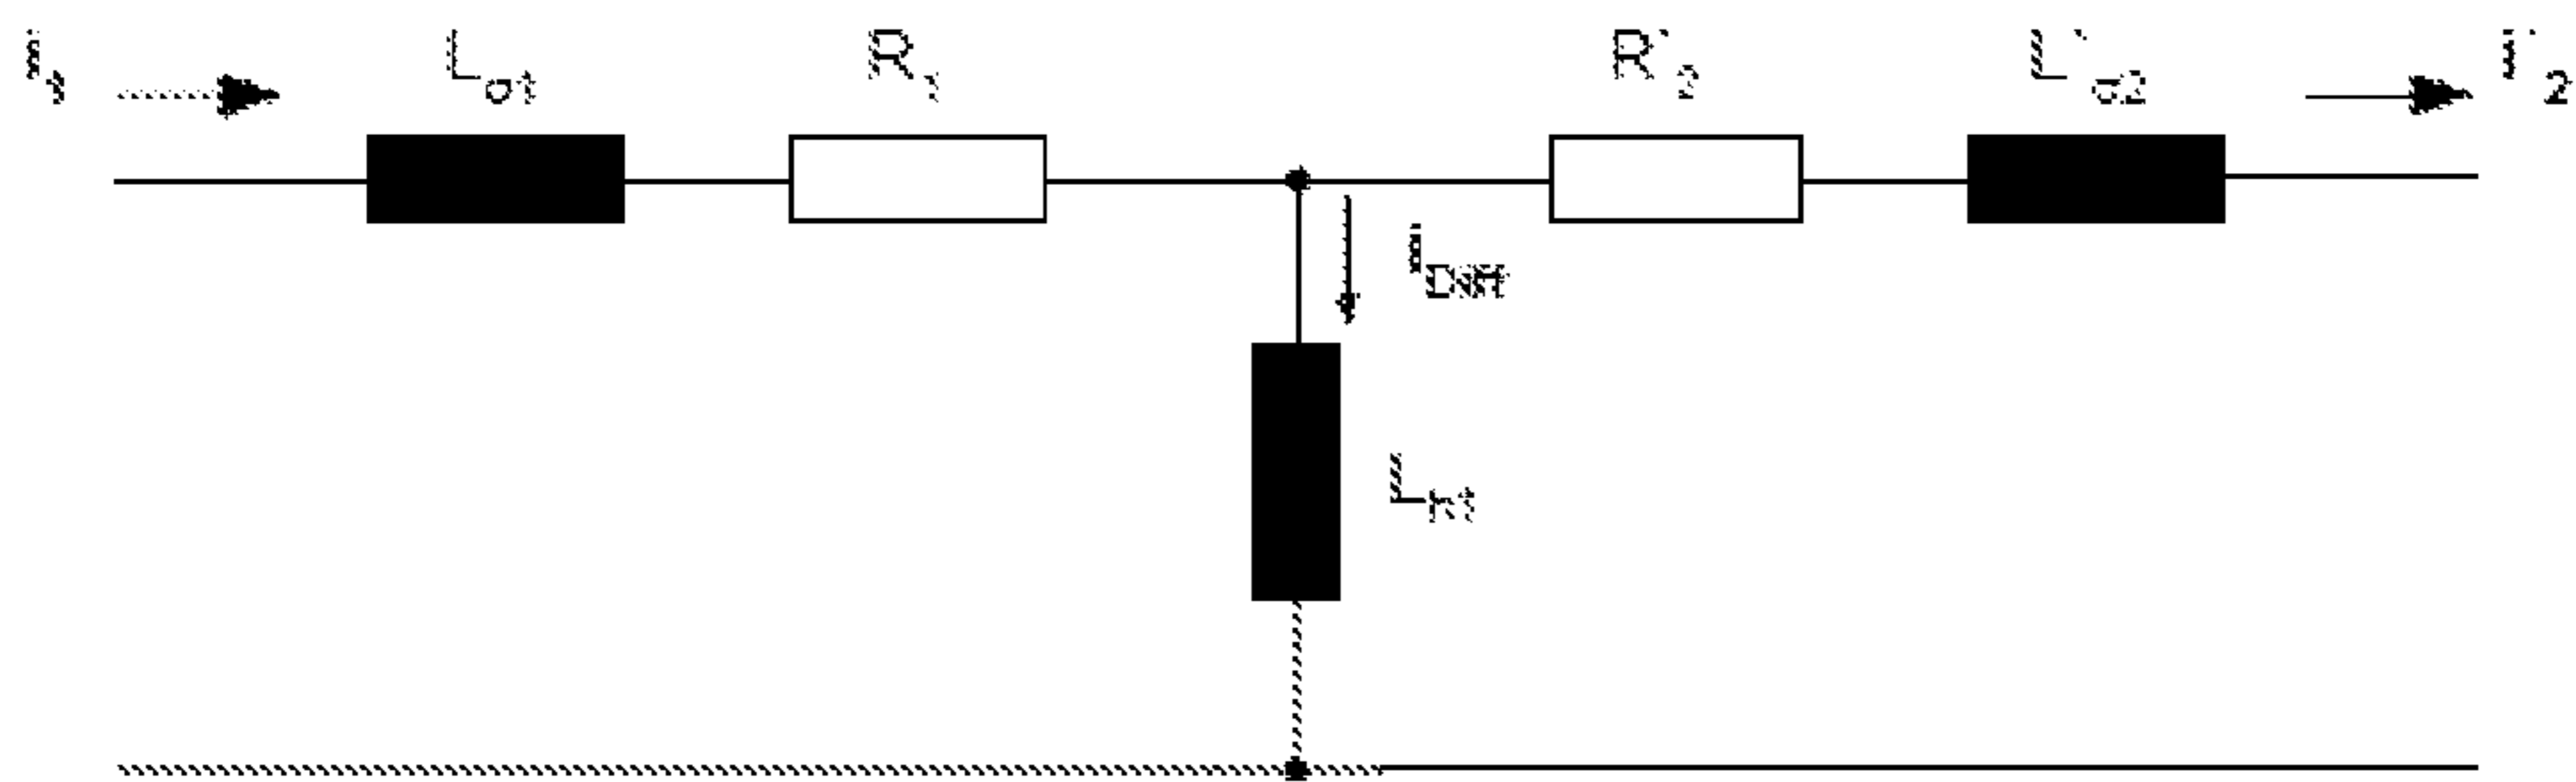 L σ1
R 1
R' 2
L' σ2
i' 2
i Diff
L h1